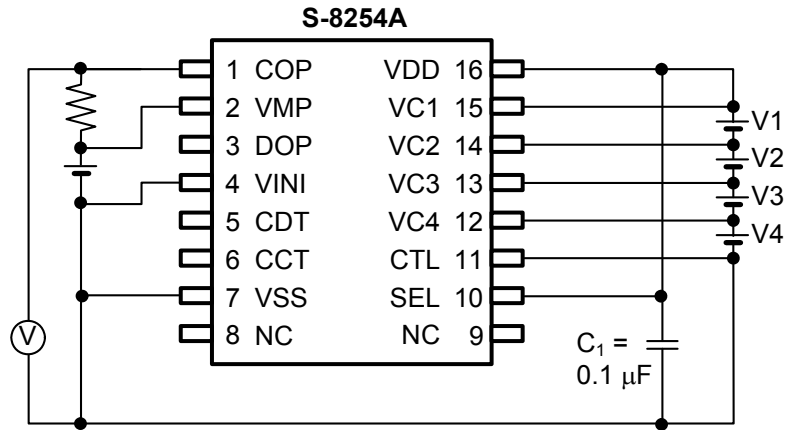 S-8254A
1 COP VDD 16
2 VMP VC1 15
3 DOP VC2 14
4 VINI VC3 13
5 CDT VC4 12
6 CCT CTL 11
7 VSS SEL 10
8 NC NC 9
V1
V2
V3
V4
V
C₁ =
0.1 μF